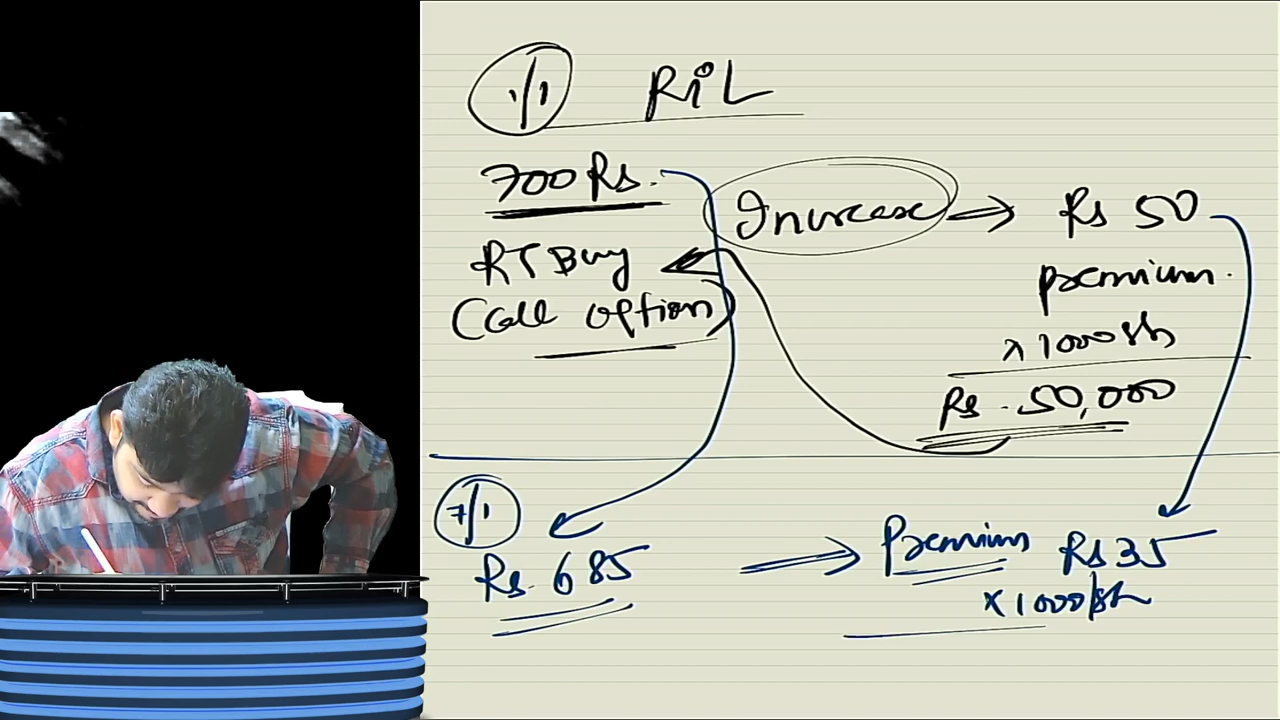 1/1 RiL
700 Rs.
Increase ⇒ Rs 50
premium.
x 1000 sh
Rs. 50,000
RT Buy
(Call option)
7/1
Rs. 685 ⇒ Premium Rs 35
x 1000/sh